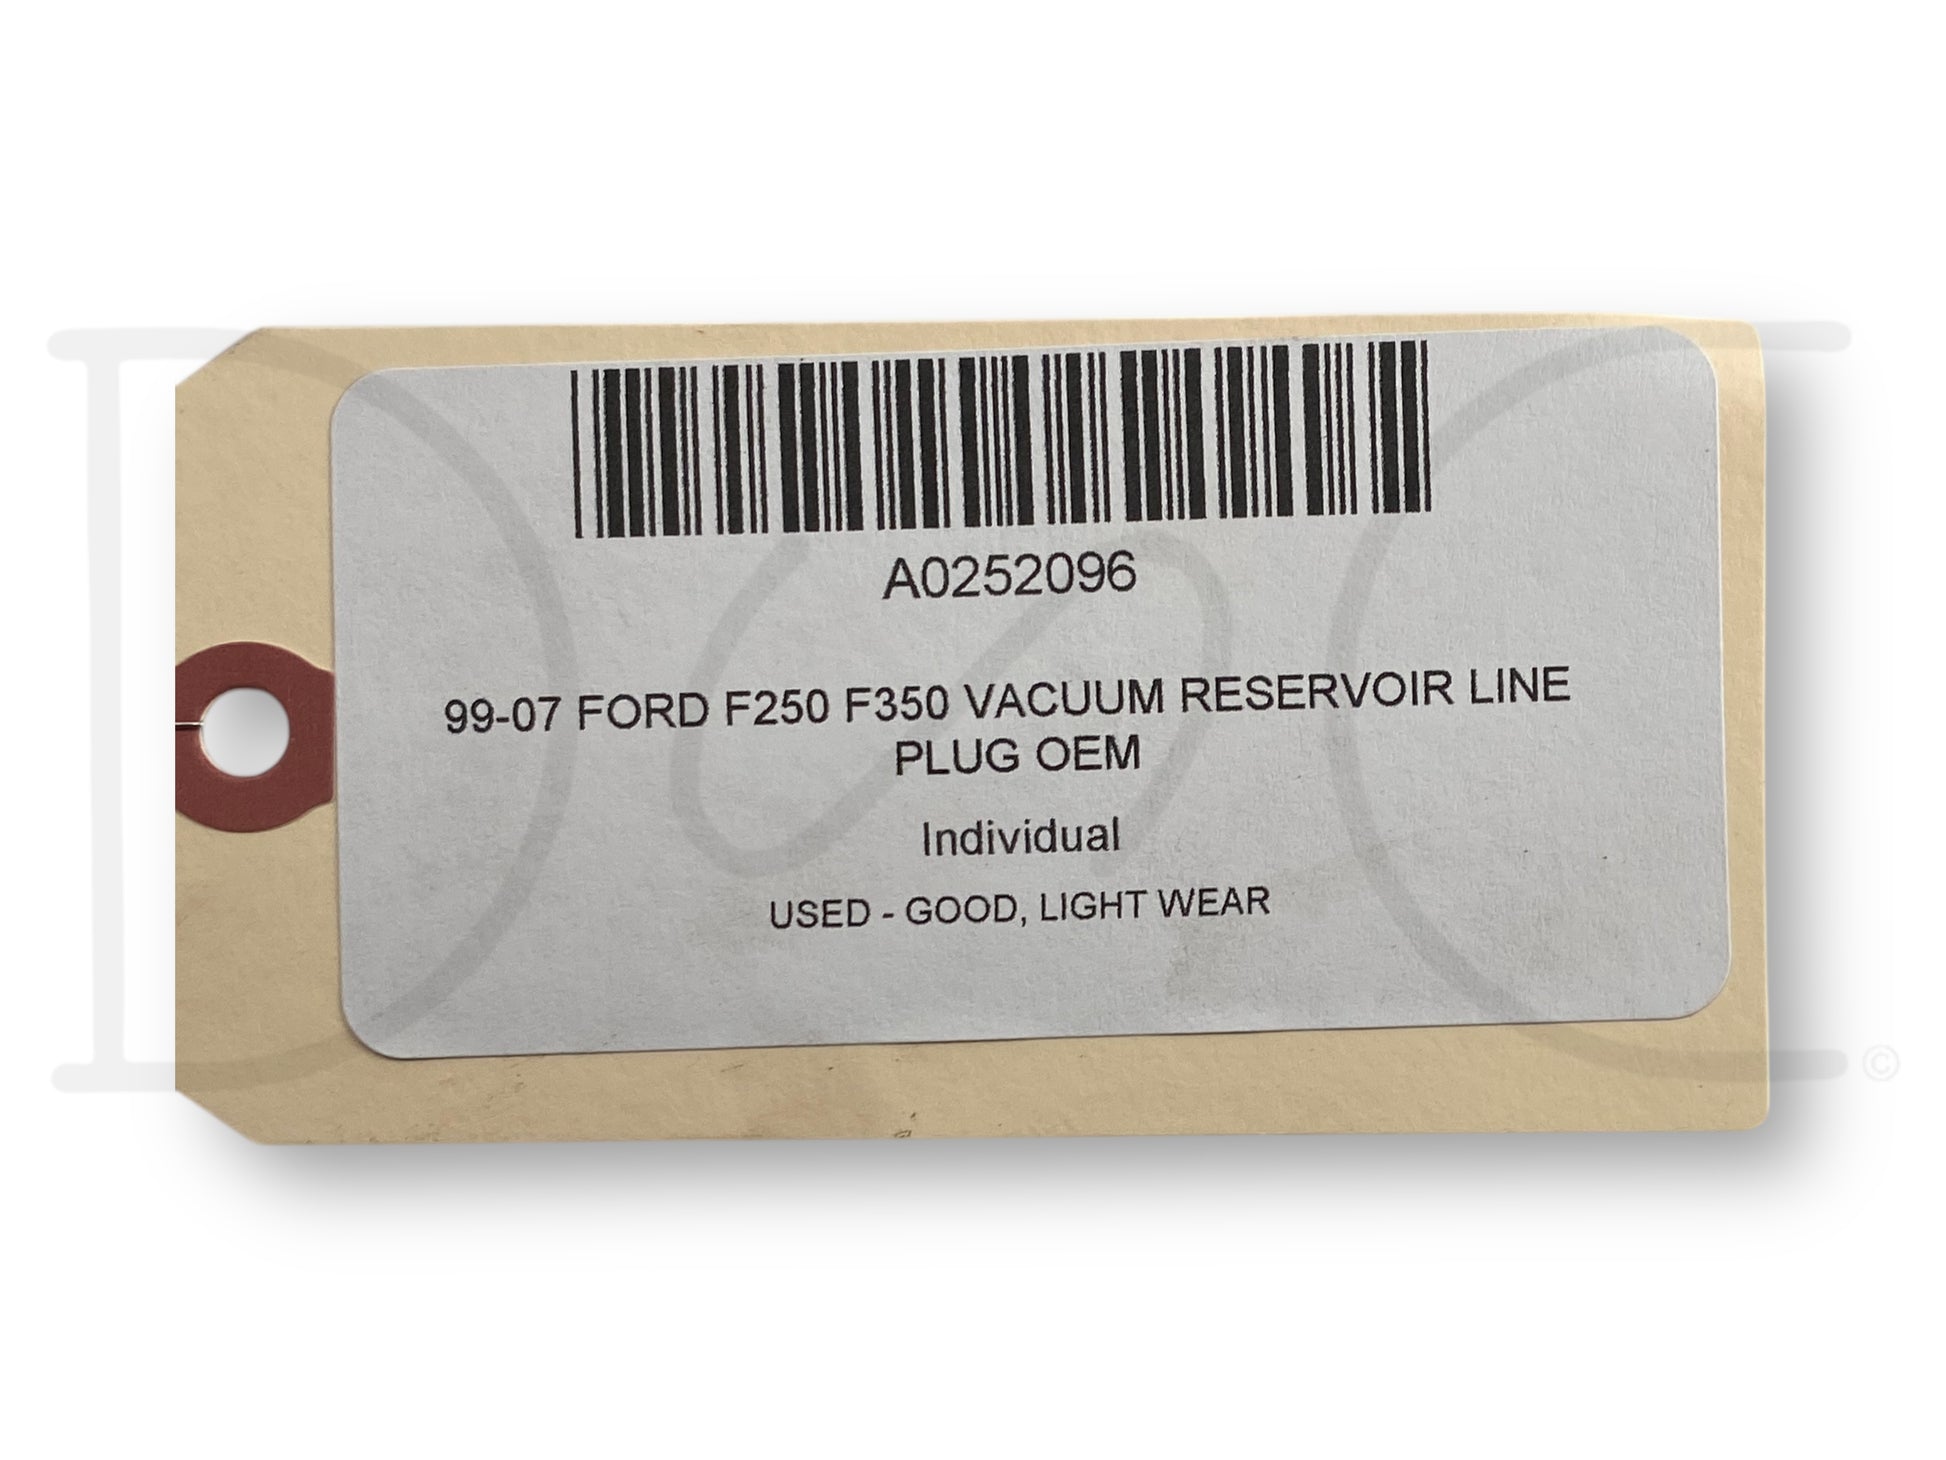 A0252096
99-07 FORD F250 F350 VACUUM RESERVOIR LINE
PLUG OEM
Individual
USED - GOOD, LIGHT WEAR
©